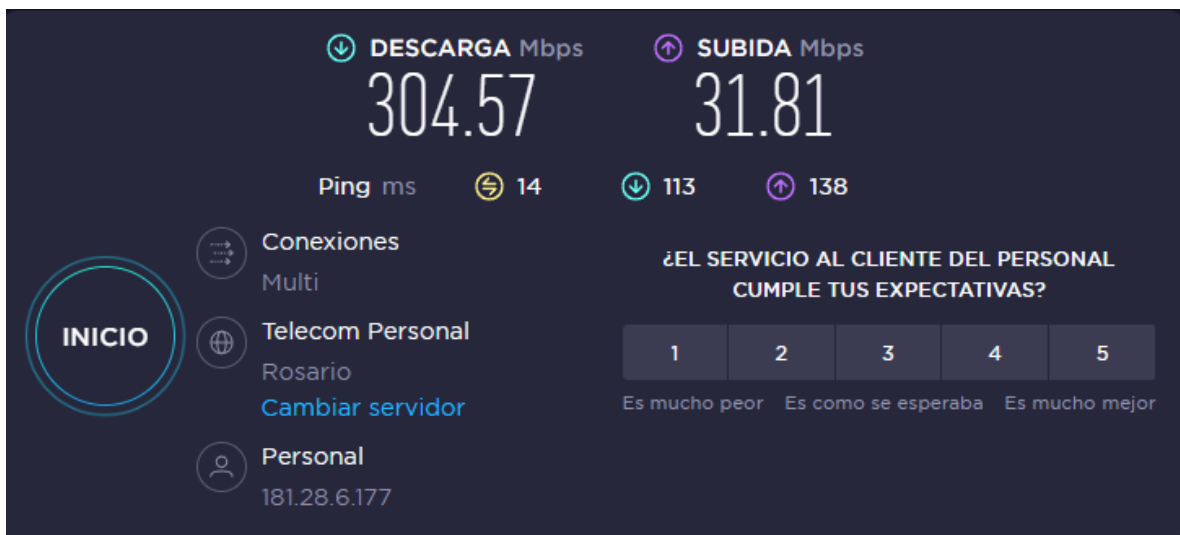 DESCARGA Mbps
304.57
SUBIDA Mbps
31.81
Ping ms 14 113 138
INICIO
Conexiones
Multi
Telecom Personal
Rosario
Cambiar servidor
Personal
181.28.6.177
¿EL SERVICIO AL CLIENTE DEL PERSONAL
CUMPLE TUS EXPECTATIVAS?
1 2 3 4 5
Es mucho peor Es como se esperaba Es mucho mejor